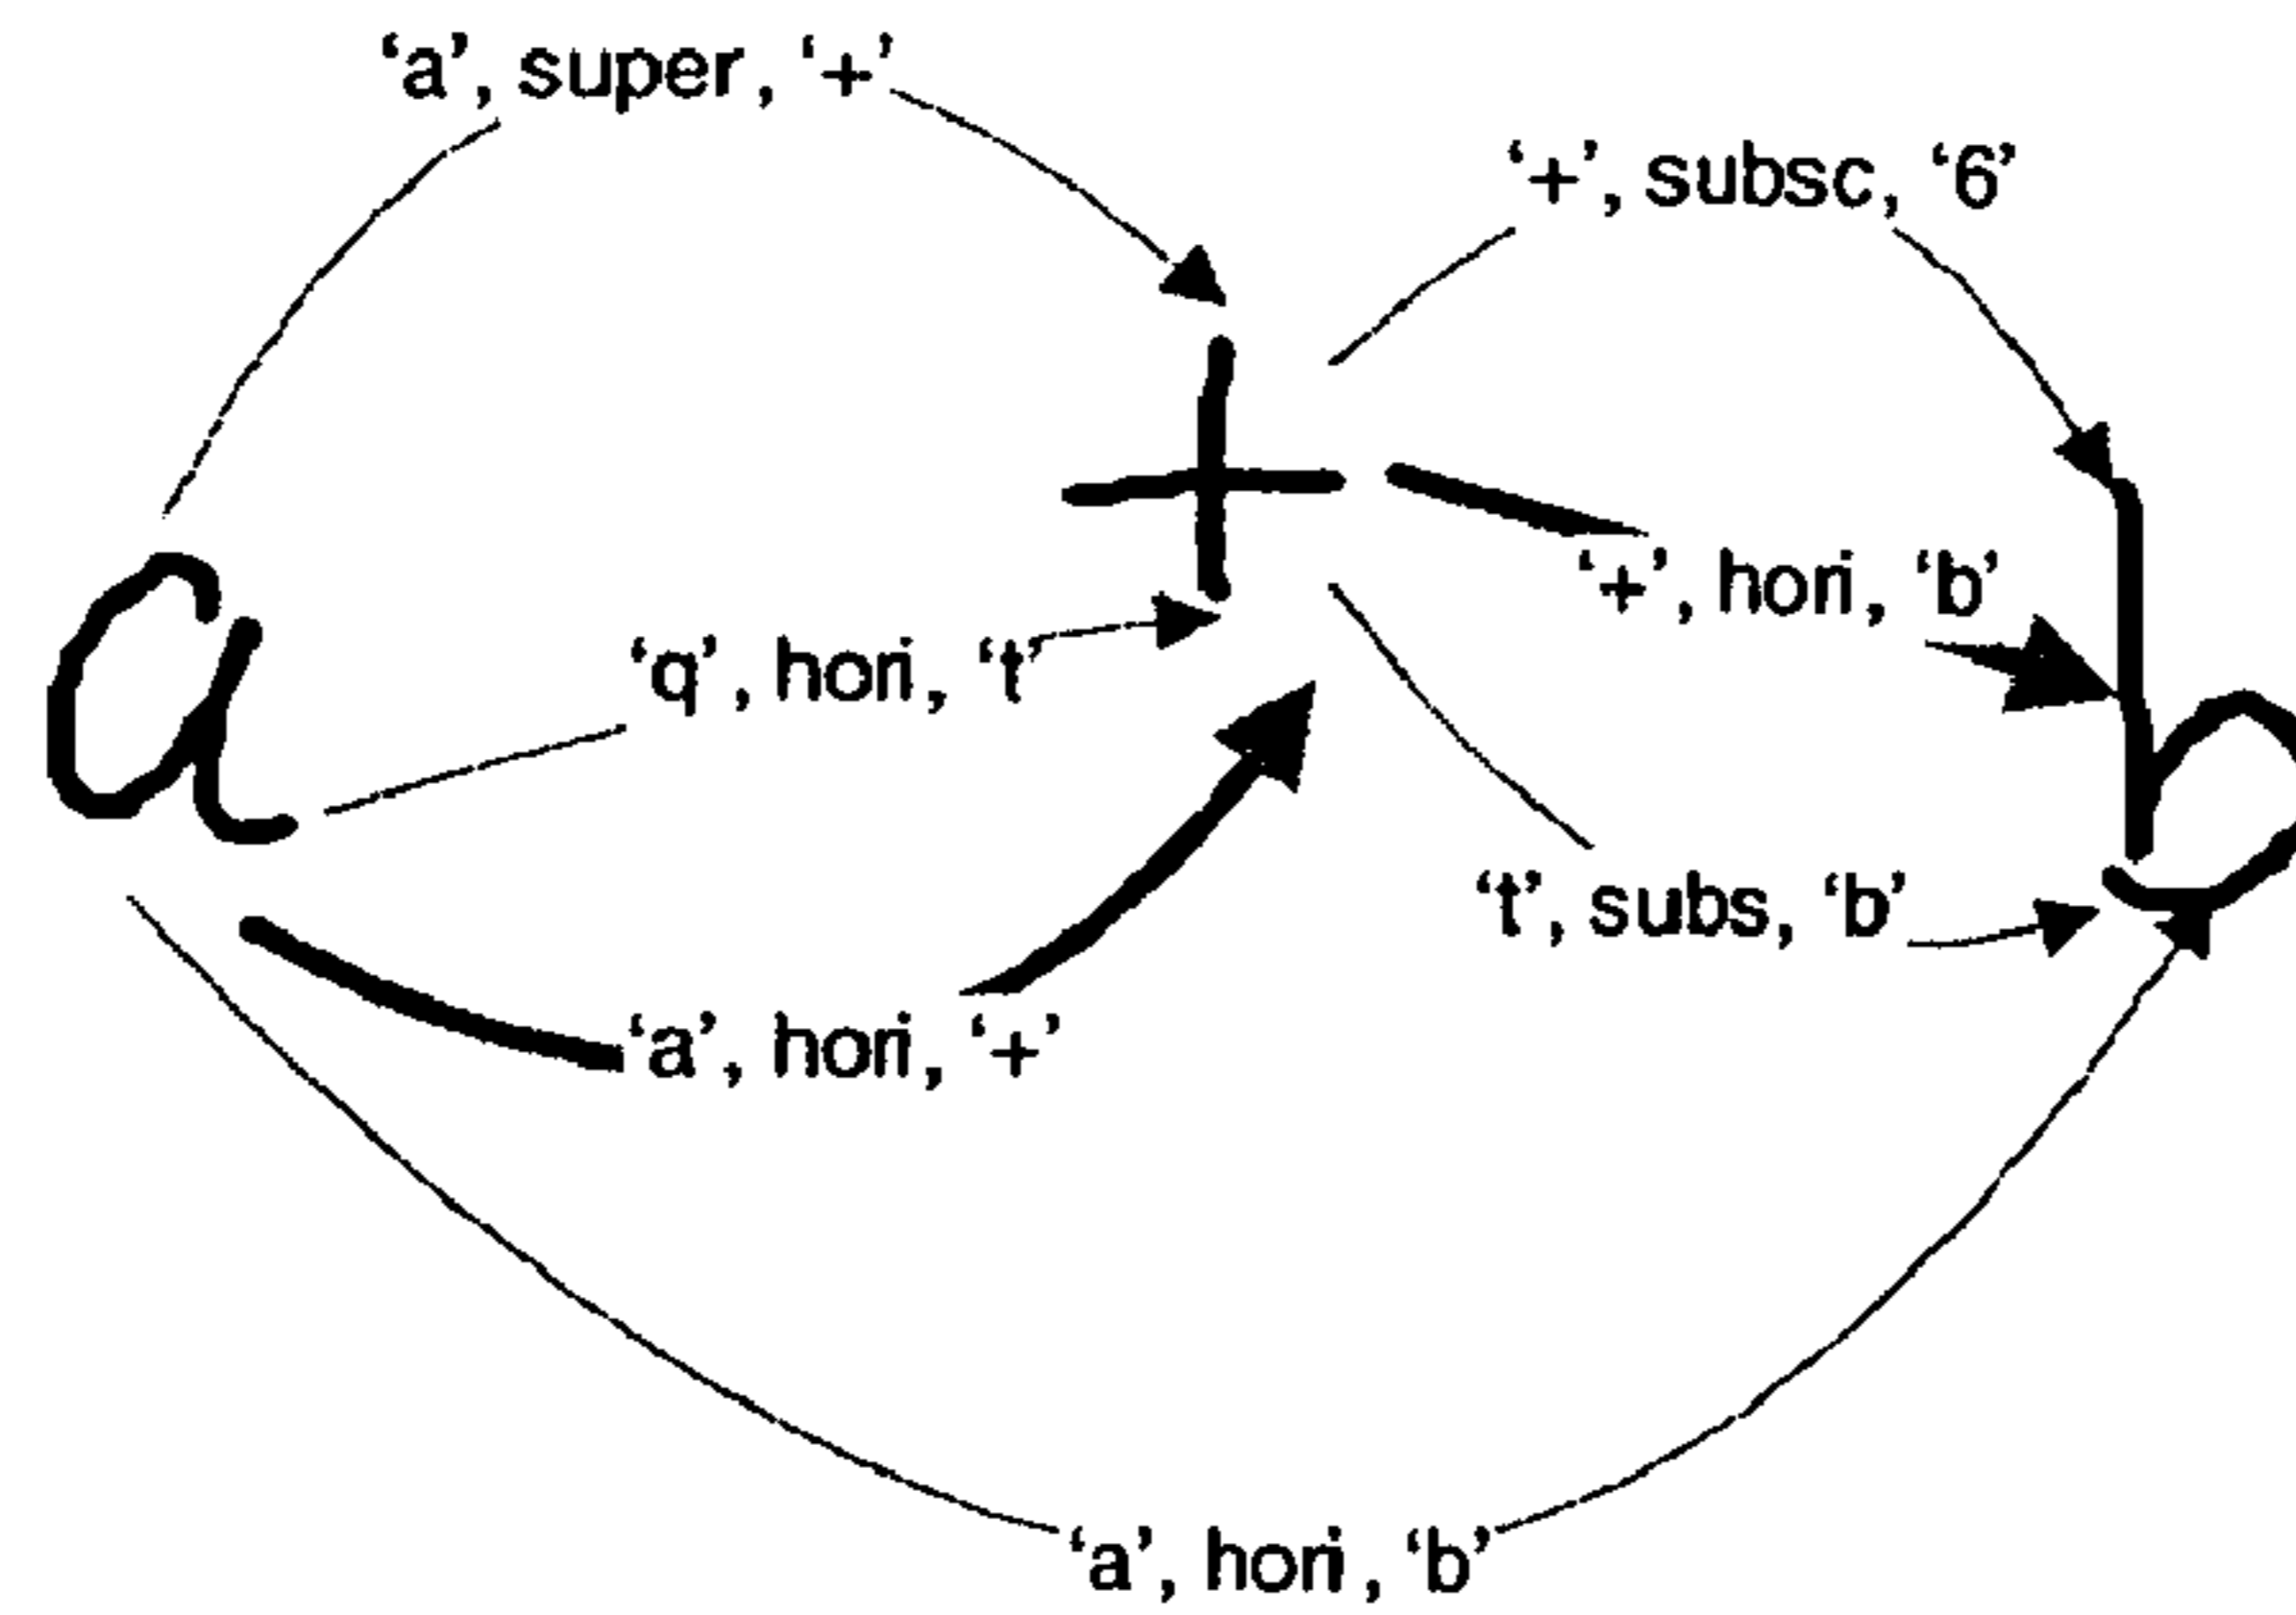 ‘a’, super, ‘+’
‘+’, subsc, ‘6’
a + b
‘+’, hori, ‘b’
‘q’, hori, ‘t’
‘t’, subs, ‘b’
‘a’, hori, ‘+’
‘a’, hori, ‘b’